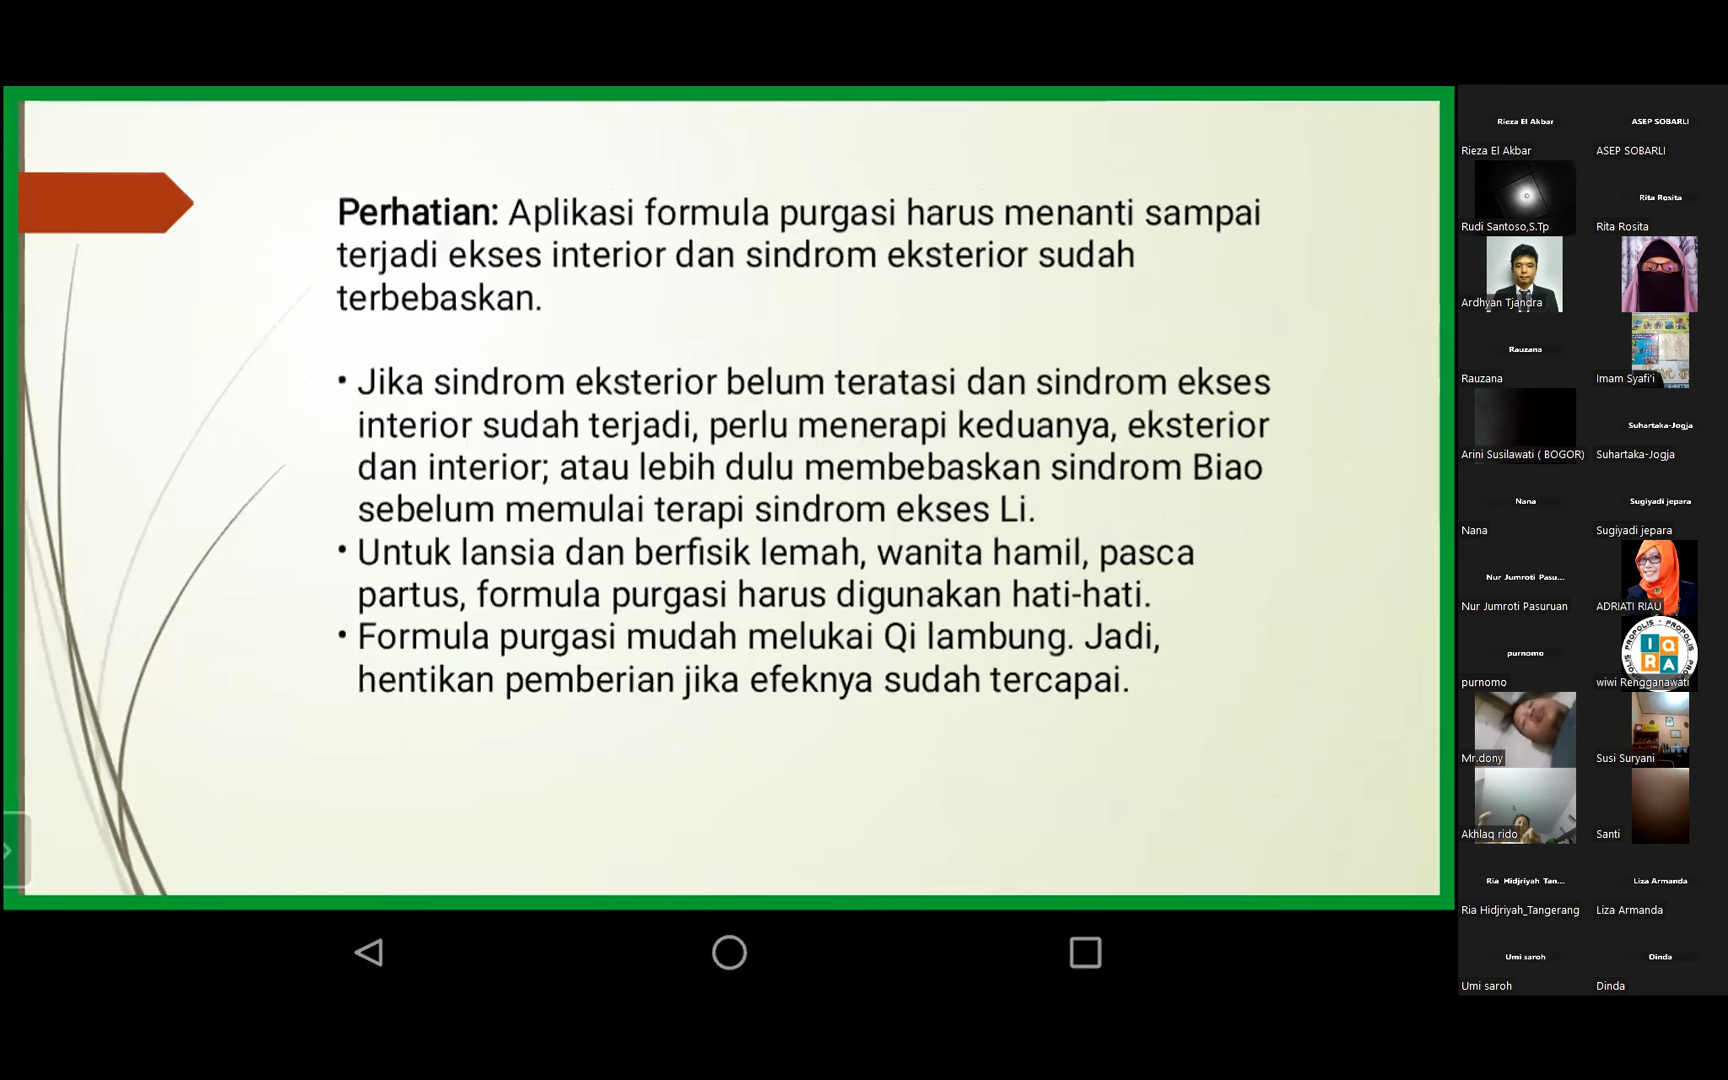 Perhatian: Aplikasi formula purgasi harus menanti sampai
terjadi ekses interior dan sindrom eksterior sudah
terbebaskan.
• Jika sindrom eksterior belum teratasi dan sindrom ekses
interior sudah terjadi, perlu menerapi keduanya, eksterior
dan interior; atau lebih dulu membebaskan sindrom Biao
sebelum memulai terapi sindrom ekses Li.
• Untuk lansia dan berfisik lemah, wanita hamil, pasca
partus, formula purgasi harus digunakan hati-hati.
• Formula purgasi mudah melukai Qi lambung. Jadi,
hentikan pemberian jika efeknya sudah tercapai.
Rieza El Akbar
ASEP SOBARLI
Rieza El Akbar
ASEP SOBARLI
Rita Rosita
Rudi Santoso,S.Tp
Rita Rosita
Ardhyan Tjandra
Rauzana
Rauzana
Imam Syafi'i
Suhartaka-Jogja
Arini Susilawati ( BOGOR)
Suhartaka-Jogja
Nana
Sugiyadi jepara
Nana
Sugiyadi jepara
Nur Jumroti Pasu...
Nur Jumroti Pasuruan
ADRIATI RIAU
purnomo
PROPOLIS
IQ
RA
purnomo
wiwi Rengganawati
Mr.dony
Susi Suryani
Akhlaq rido
Santi
Ria Hidjriyah Tan...
Liza Armanda
Ria Hidjriyah_Tangerang
Liza Armanda
Umi saroh
Dinda
Umi saroh
Dinda